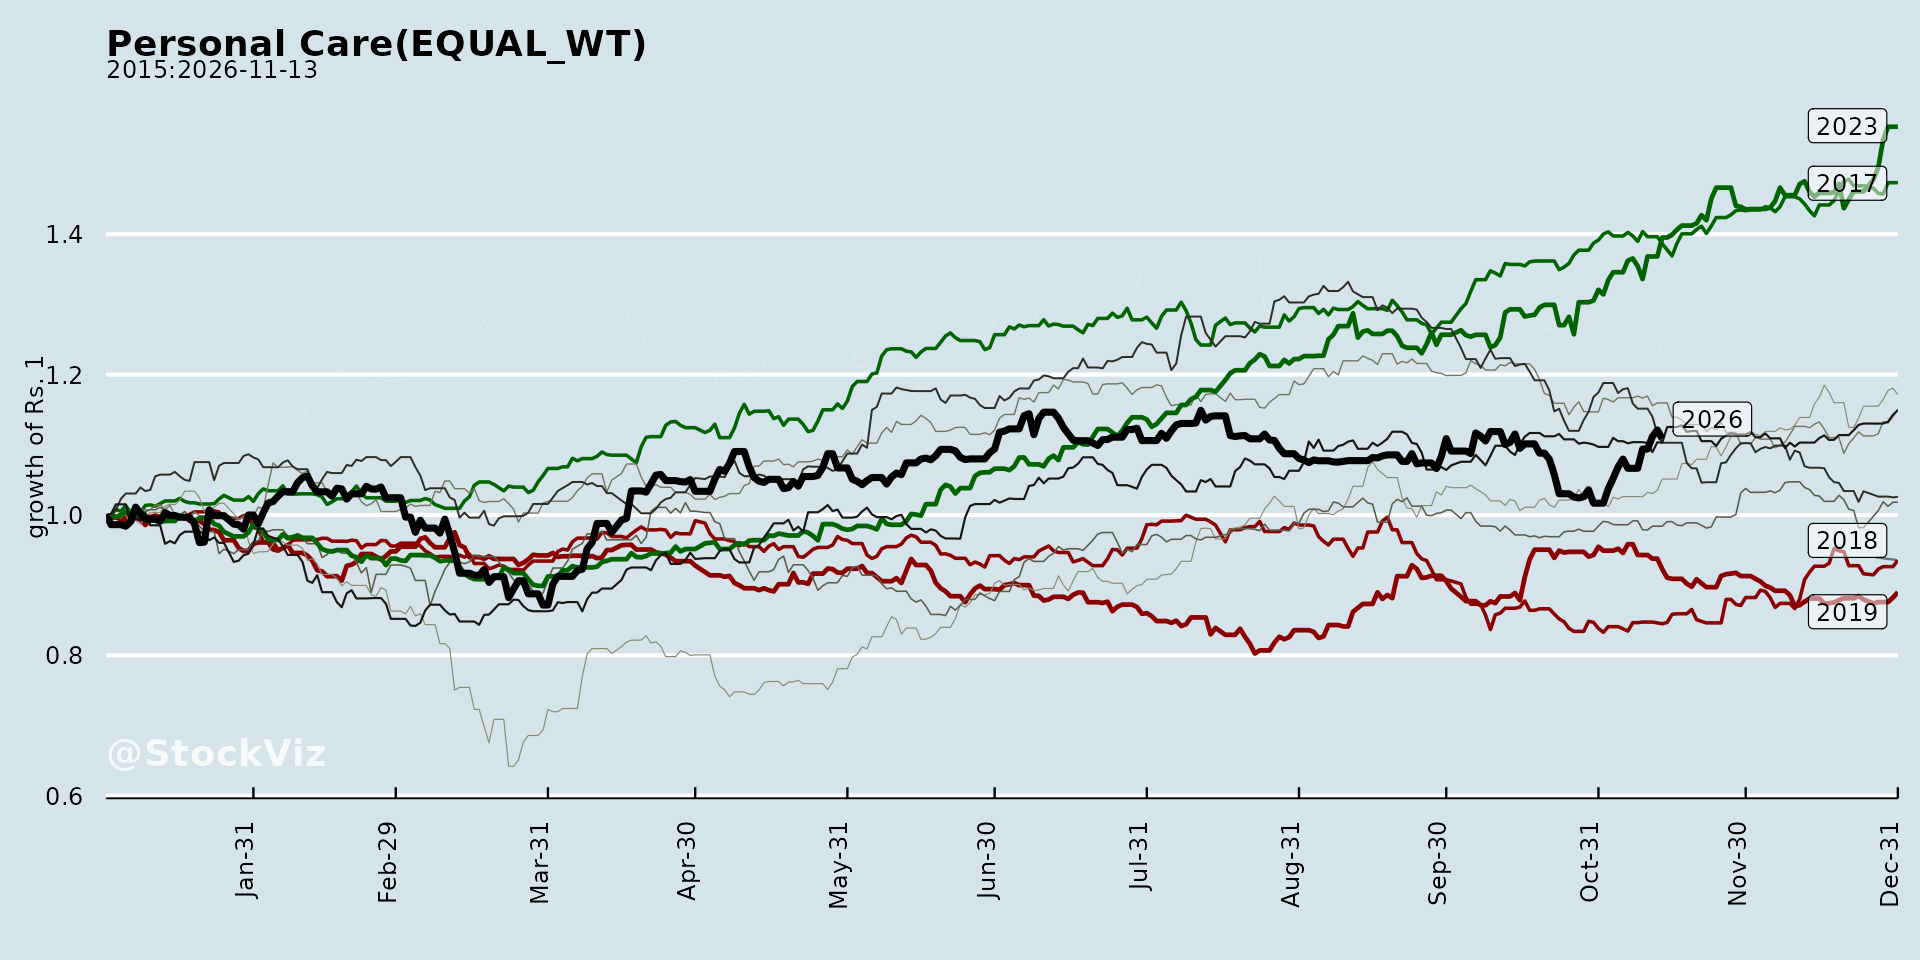 Personal Care(EQUAL_WT)
2015:2026-11-13
growth of Rs. 1
1.4
1.2
1.0
0.8
0.6
2023
2017
2026
2018
2019
@StockViz
Jan-31
Feb-29
Mar-31
Apr-30
May-31
Jun-30
Jul-31
Aug-31
Sep-30
Oct-31
Nov-30
Dec-31